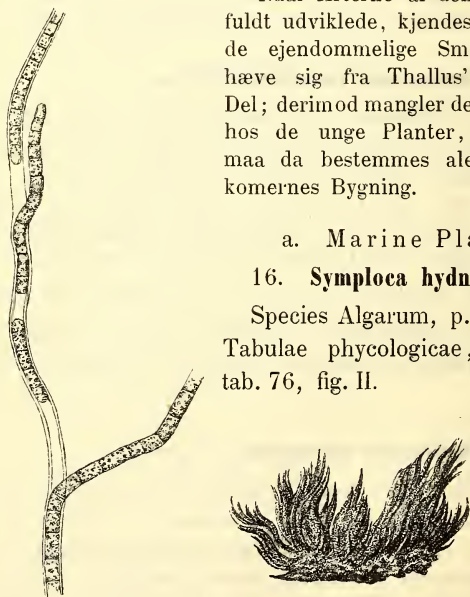 fuldt udviklede, kjendes
de ejendommelige Sm
hæve sig fra Thallus'
Del; derimod mangler de
hos de unge Planter,
maa da bestemmes ale
komernes Bygning.
a. Marine Pla
16. Symploca hydn
Species Algarum, p.
Tabulae phycologicae,
tab. 76, fig. II.